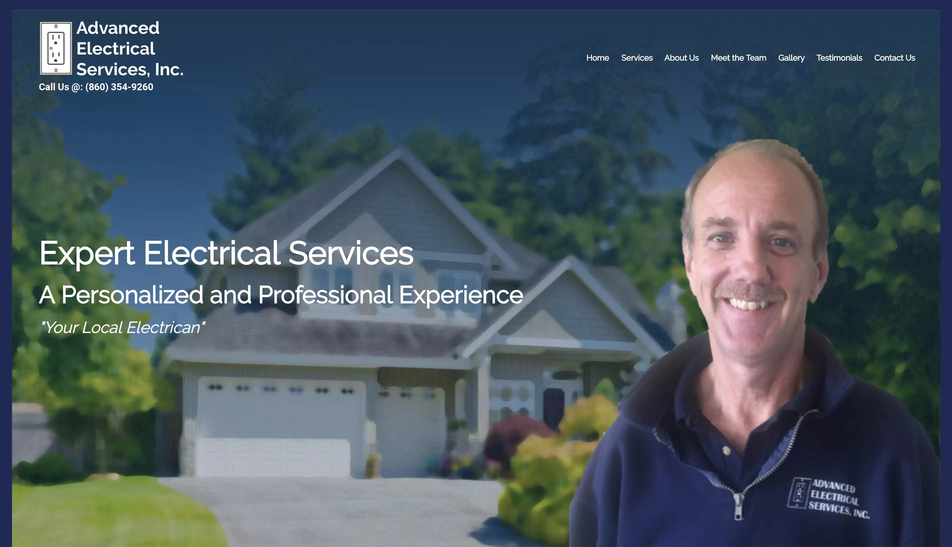 Advanced
Electrical
Services, Inc.
Call Us @: (860) 354-9260
Home Services About Us Meet the Team Gallery Testimonials Contact Us
Expert Electrical Services
A Personalized and Professional Experience
"Your Local Electrican"
ADVANCED
ELECTRICAL
SERVICES, INC.